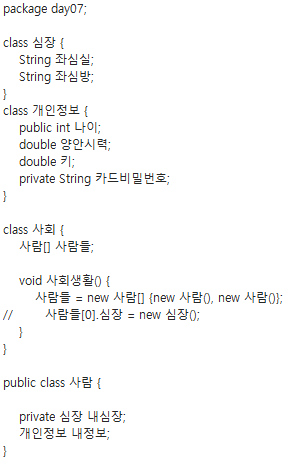 package day07;
class 심장 {
String 좌심실;
String 좌심방;
}
class 개인정보 {
public int 나이;
double 양안시력;
double 키;
private String 카드비밀번호;
}
class 사회 {
사람[] 사람들;
void 사회생활() {
사람들 = new 사람[] {new 사람(), new 사람()};
// 사람들[0].심장 = new 심장();
}
}
public class 사람 {
private 심장 내심장;
개인정보 내정보;
}